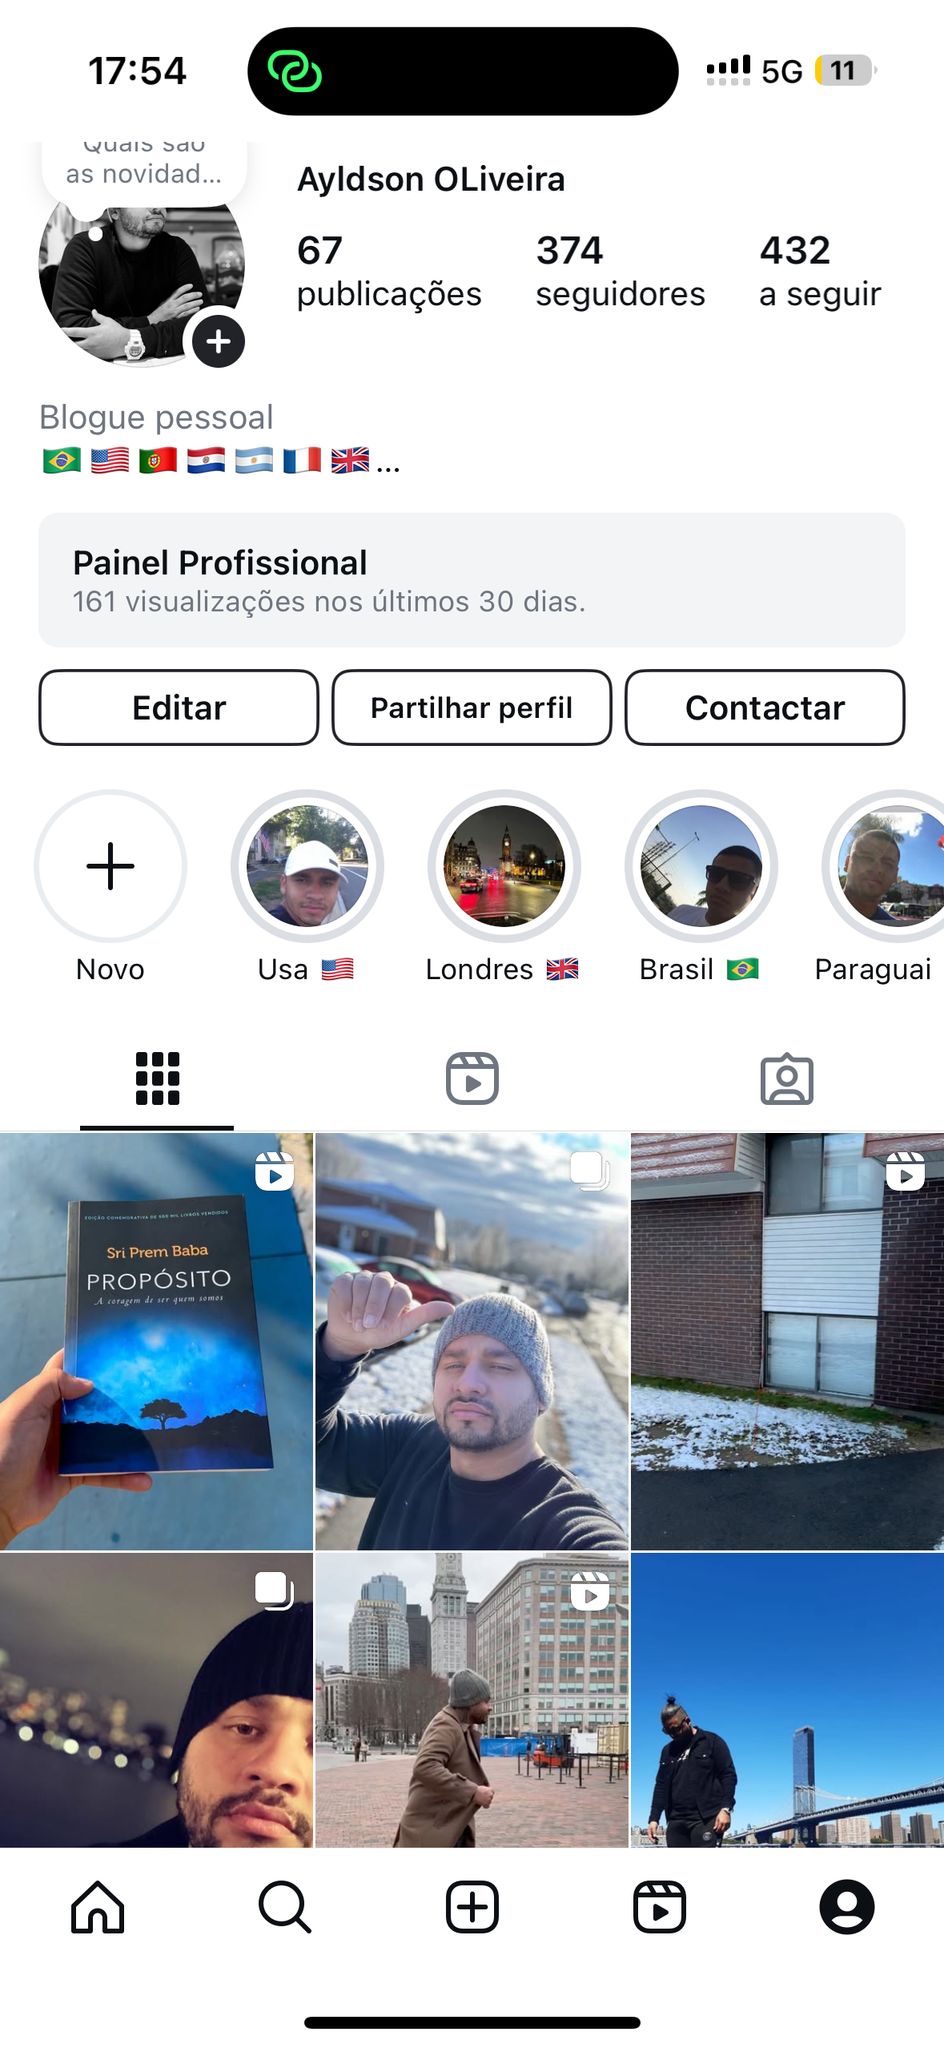 17:54
5G
11
Quais são
as novidad...
Ayldson OLiveira
67
374
432
publicações
seguidores
a seguir
Blogue pessoal
🇧🇷 🇺🇸 🇵🇹 🇵🇾 🇦🇷 🇫🇷 🇬🇧...
Painel Profissional
161 visualizações nos últimos 30 dias.
Editar
Partilhar perfil
Contactar
Novo
Usa 🇺🇸
Londres 🇬🇧
Brasil 🇧🇷
Paraguai
EDIÇÃO COMEMORATIVA DE 500 MIL LIVROS VENDIDOS
Sri Prem Baba
PROPÓSITO
A coragem de ser quem somos